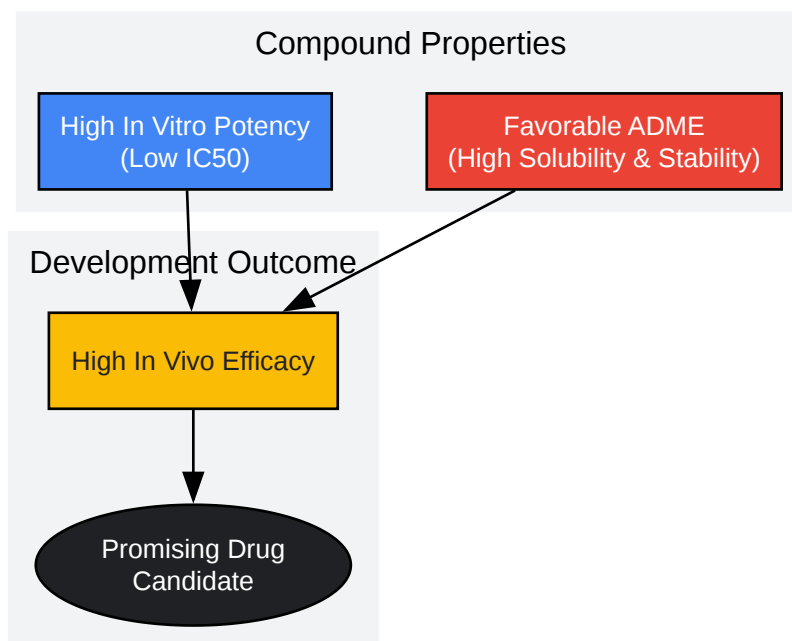 Compound Properties
High In Vitro Potency
(Low IC50)
Favorable ADME
(High Solubility & Stability)
Development Outcome
High In Vivo Efficacy
Promising Drug
Candidate